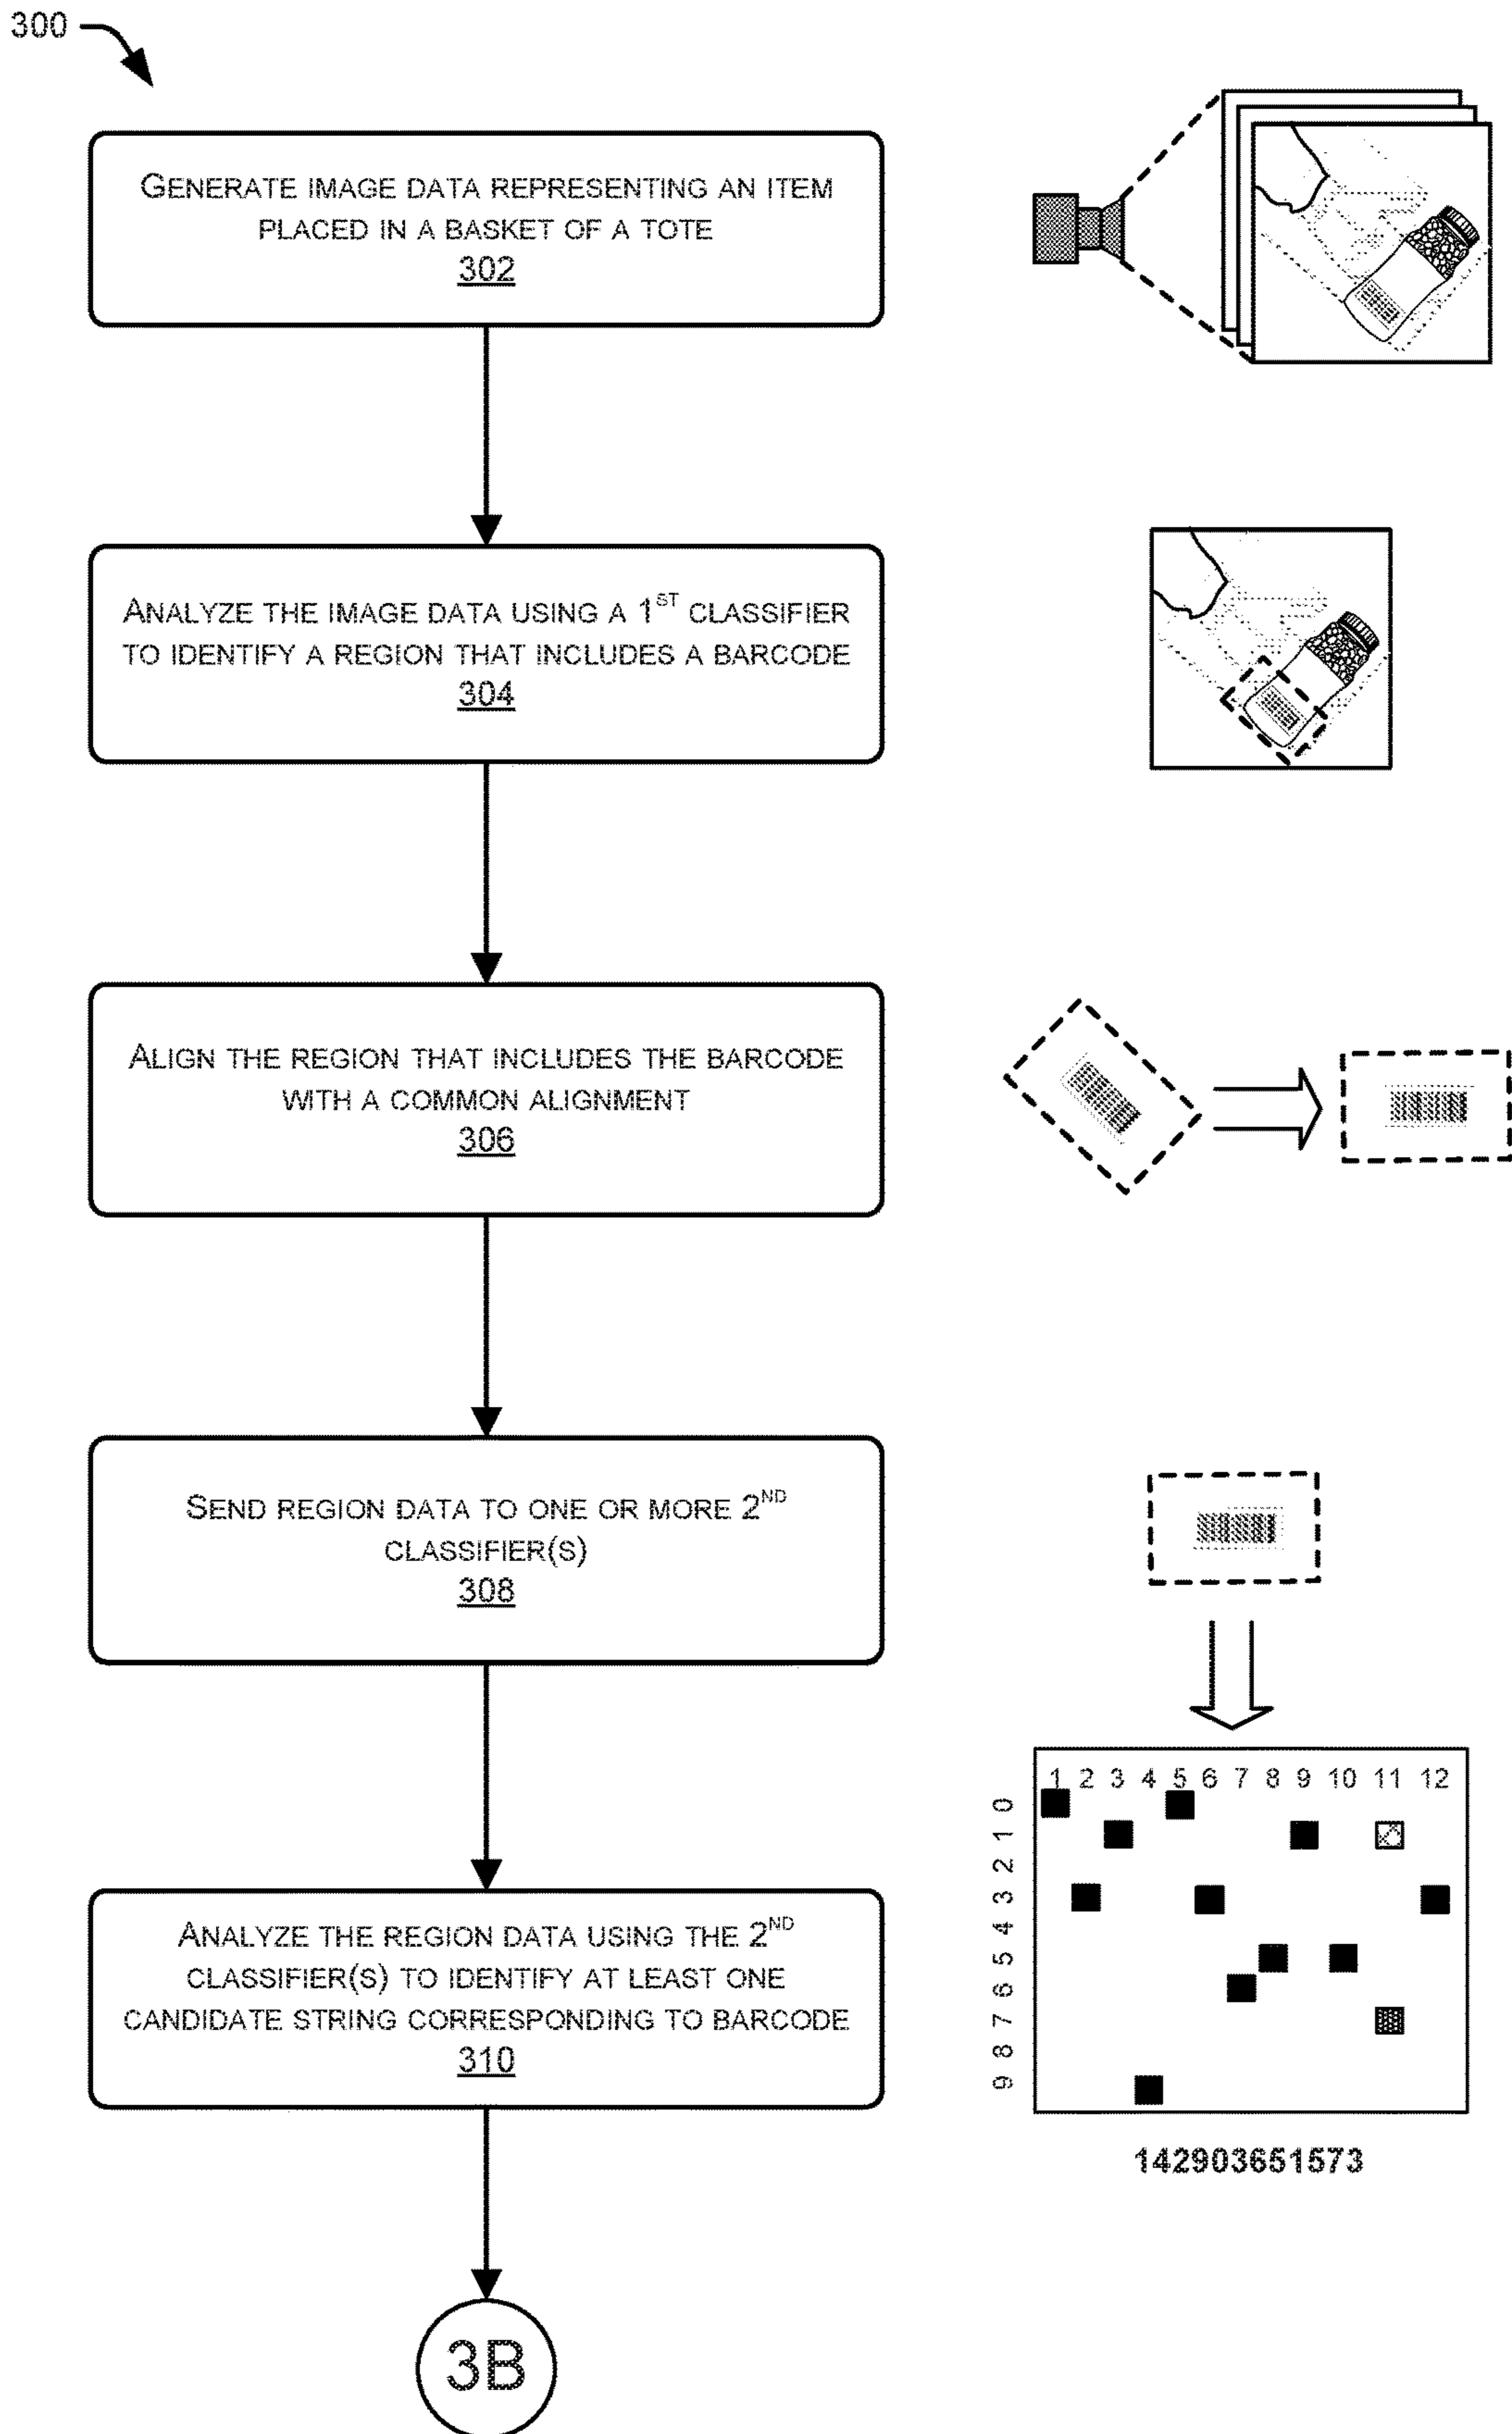 300
GENERATE IMAGE DATA REPRESENTING AN ITEM
PLACED IN A BASKET OF A TOTE
302
ANALYZE THE IMAGE DATA USING A 1ST CLASSIFIER
TO IDENTIFY A REGION THAT INCLUDES A BARCODE
304
ALIGN THE REGION THAT INCLUDES THE BARCODE
WITH A COMMON ALIGNMENT
306
SEND REGION DATA TO ONE OR MORE 2ND
CLASSIFIER(S)
308
1 2 3 4 5 6 7 8 9 10 11 12
0 1 2 3 4 5 6 7 8 9
ANALYZE THE REGION DATA USING THE 2ND
CLASSIFIER(S) TO IDENTIFY AT LEAST ONE
CANDIDATE STRING CORRESPONDING TO BARCODE
310
142903651573
3B